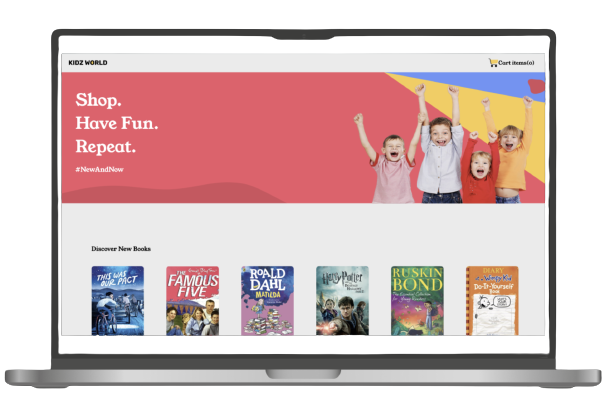 KIDZ WORLD
Cart items(0)
Shop.
Have Fun.
Repeat.
#NewAndNow
Discover New Books
THIS WAS
OUR PACT
THE
FAMOUS
FIVE
ROALD
DAHL
MATILDA
Harry Potter
RUSKIN
BOND
DIARY
of a Wimpy Kid
Do-It-Yourself
Book